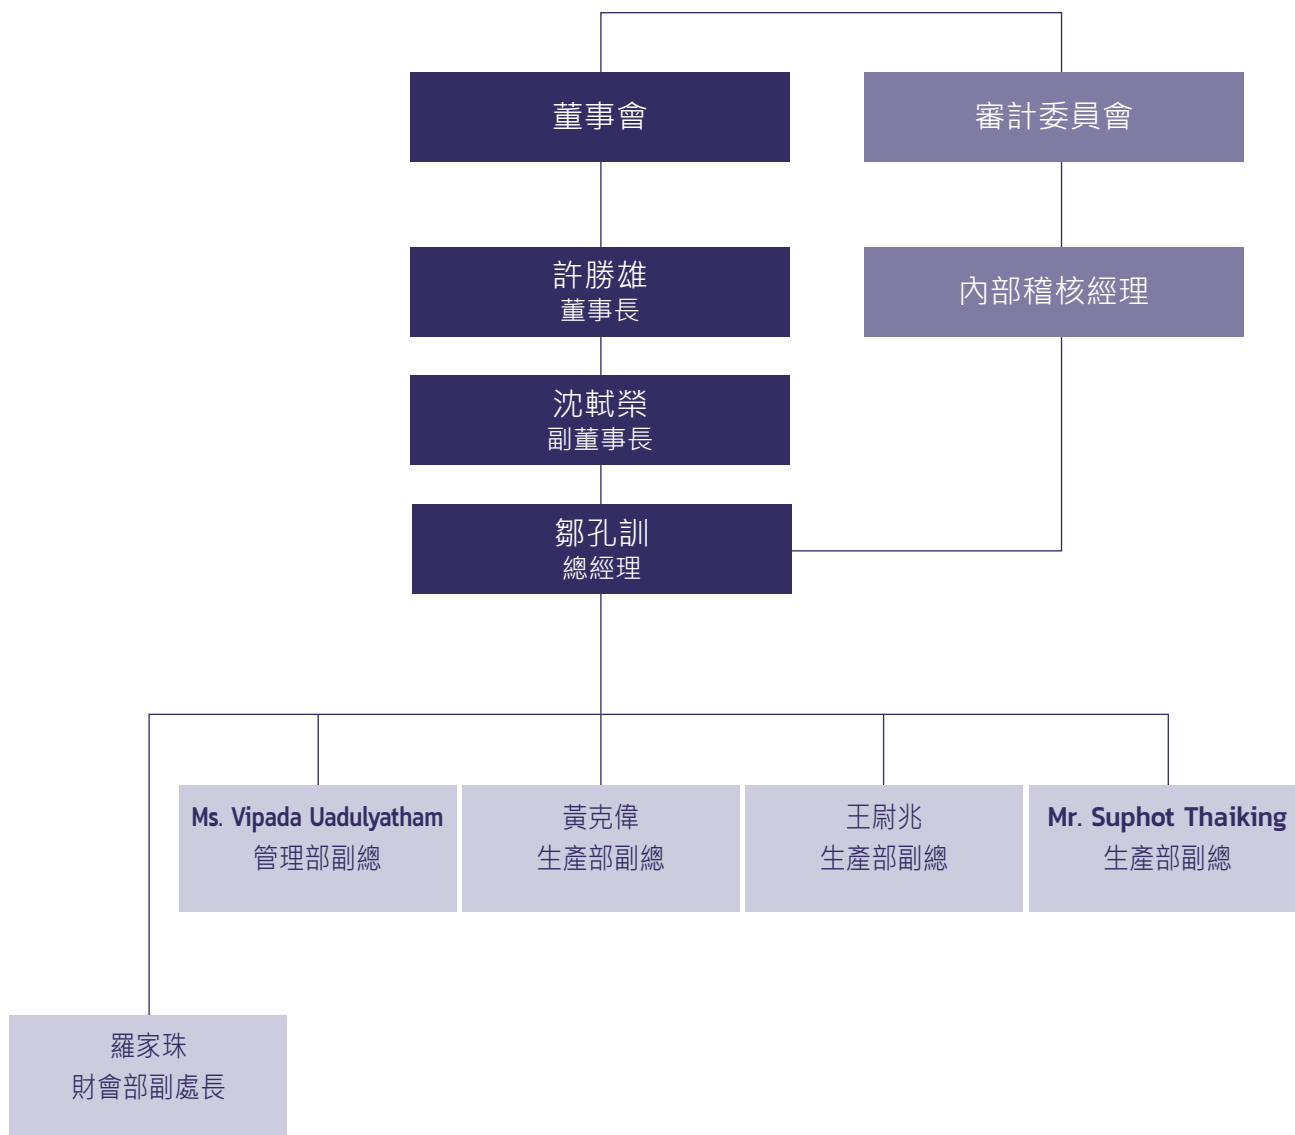 董事會
審計委員會
許勝雄
董事長
內部稽核經理
沈軾榮
副董事長
鄒孔訓
總經理
Ms. Vipada Uadulyatham
管理部副總
黃克偉
生產部副總
王尉兆
生產部副總
Mr. Suphot Thaiking
生產部副總
羅家珠
財會部副處長